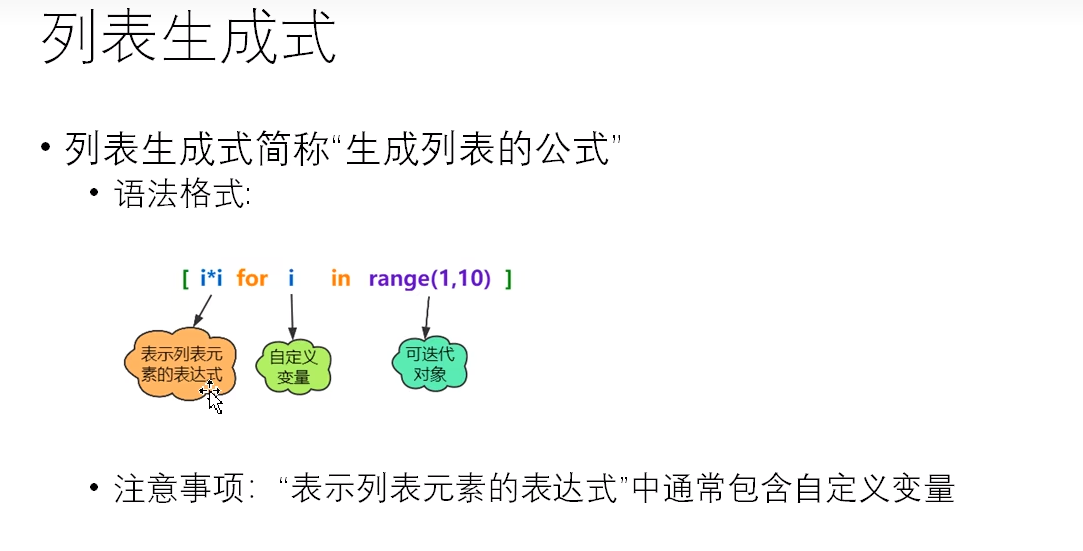 列表生成式
• 列表生成式简称“生成列表的公式”
• 语法格式:
[ i*i for i in range(1,10) ]
表示列表元
素的表达式
自定义
变量
可迭代
对象
• 注意事项：“表示列表元素的表达式”中通常包含自定义变量